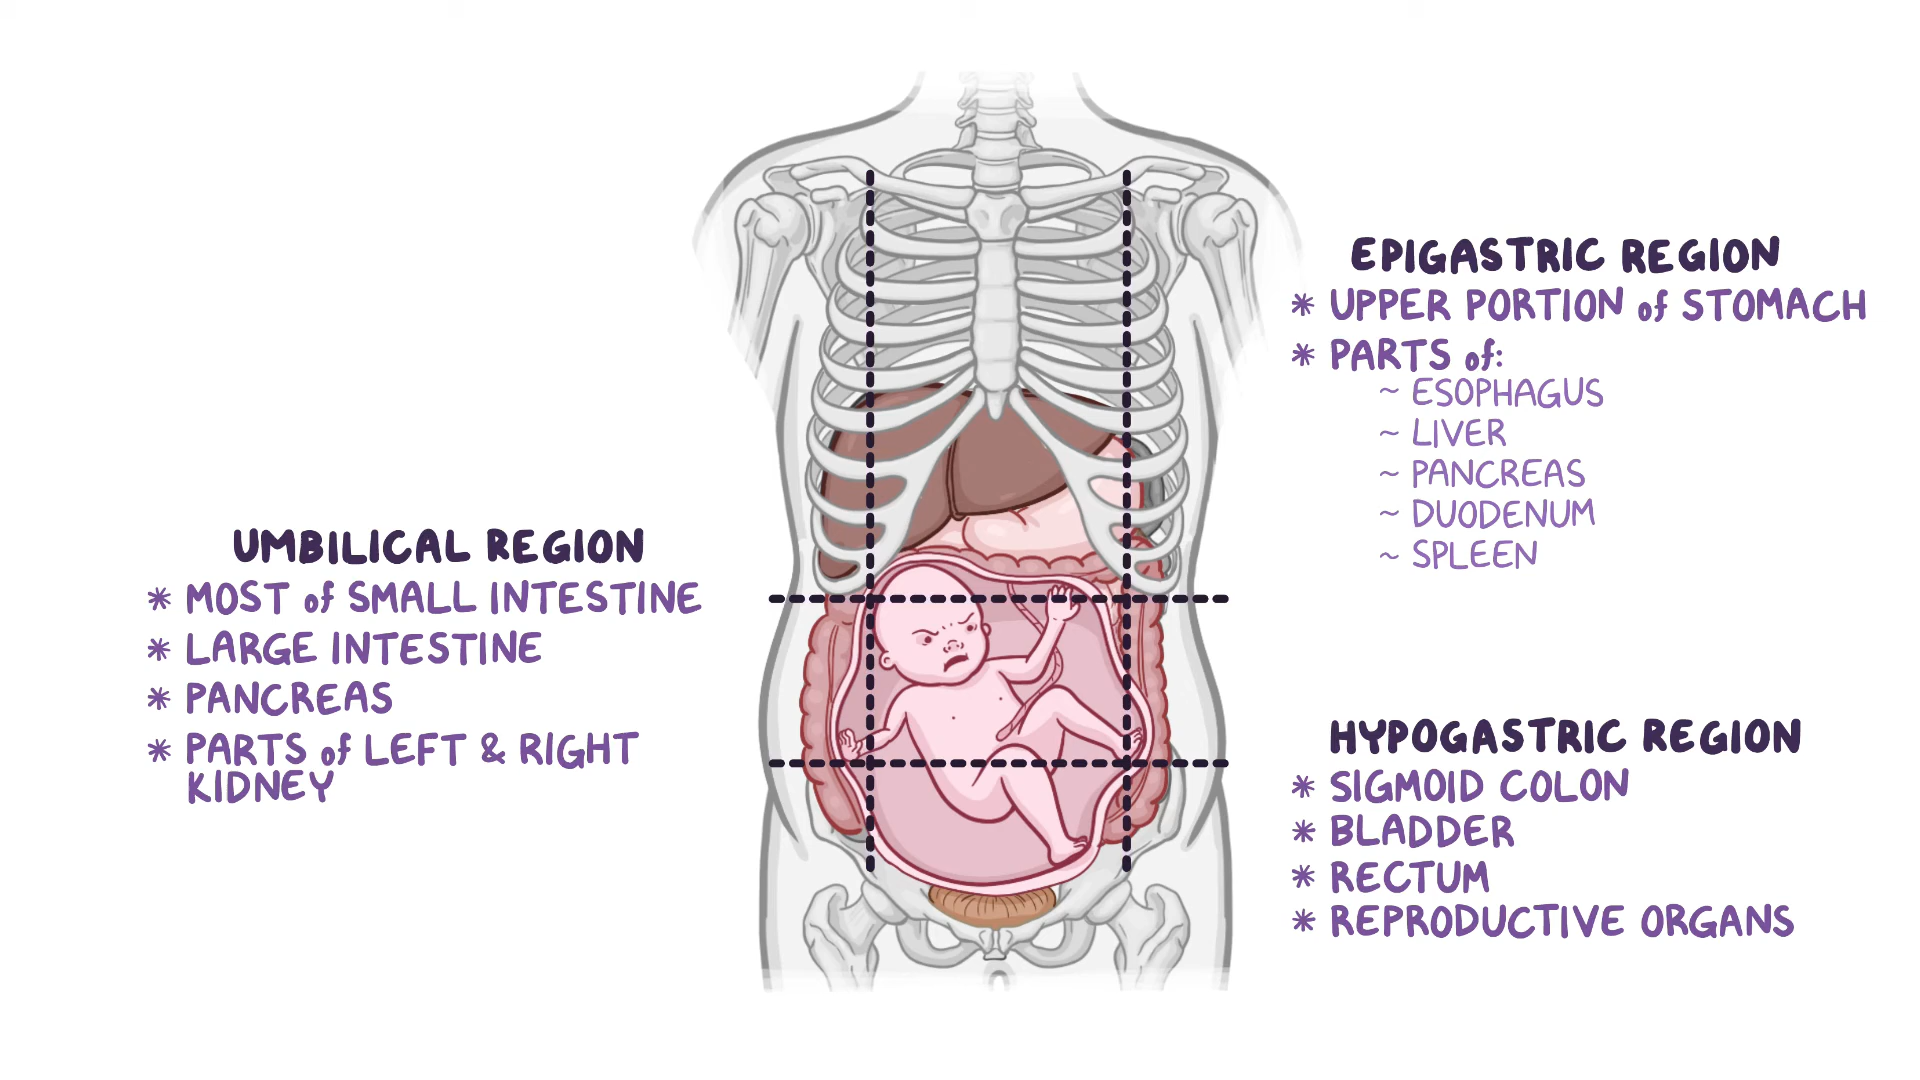 EPIGASTRIC REGION
* UPPER PORTION of STOMACH
* PARTS of:
~ ESOPHAGUS
~ LIVER
~ PANCREAS
~ DUODENUM
~ SPLEEN
UMBILICAL REGION
* MOST of SMALL INTESTINE
* LARGE INTESTINE
* PANCREAS
* PARTS of LEFT & RIGHT
KIDNEY
HYPOGASTRIC REGION
* SIGMOID COLON
* BLADDER
* RECTUM
* REPRODUCTIVE ORGANS